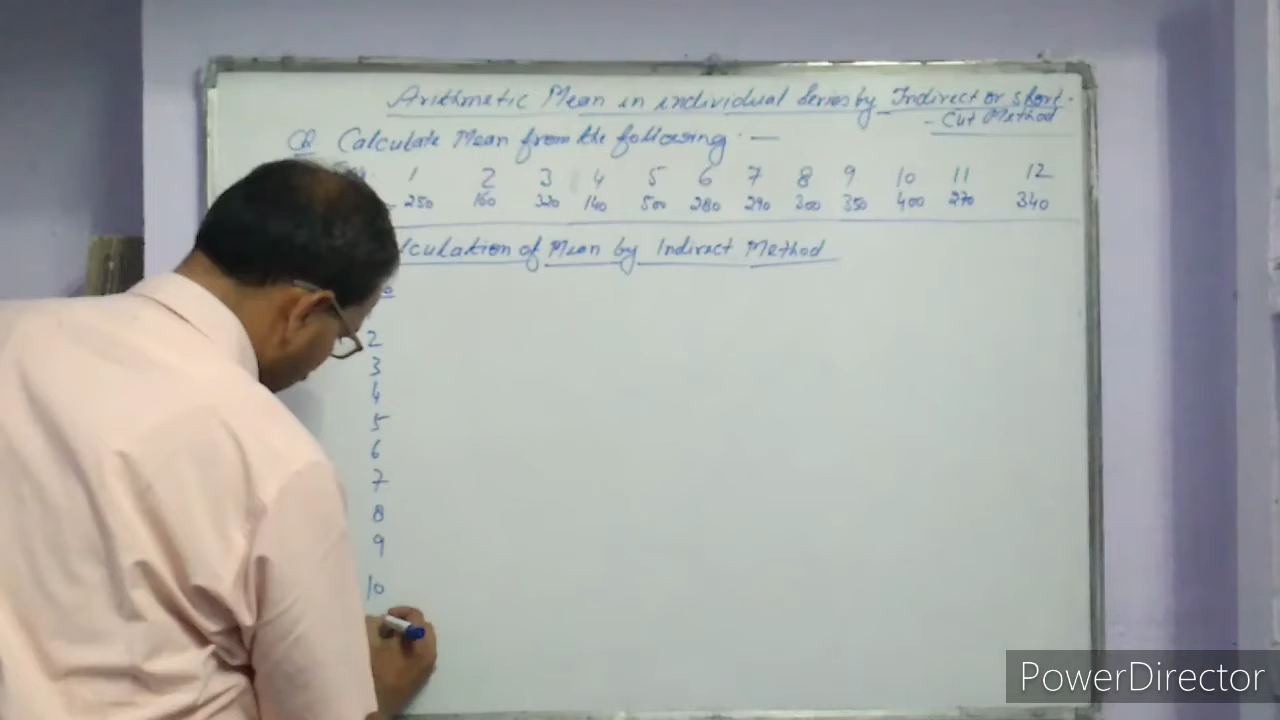 Arithmetic Mean in individual Series by Indirect or Short
- Cut Method
Q Calculate Mean from the following :—
1 2 3 4 5 6 7 8 9 10 11 12
250 160 320 140 500 280 290 300 350 400 270 340
lculation of Mean by Indirect Method
2
3
4
5
6
7
8
9
10
PowerDirector